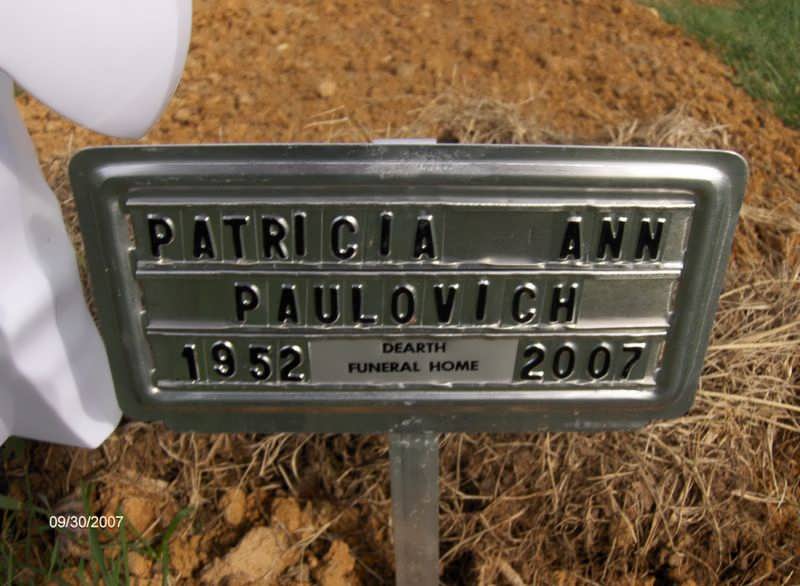 PATRICIA ANN
PAULOVICH
1952 DEARTH FUNERAL HOME 2007
09/30/2007